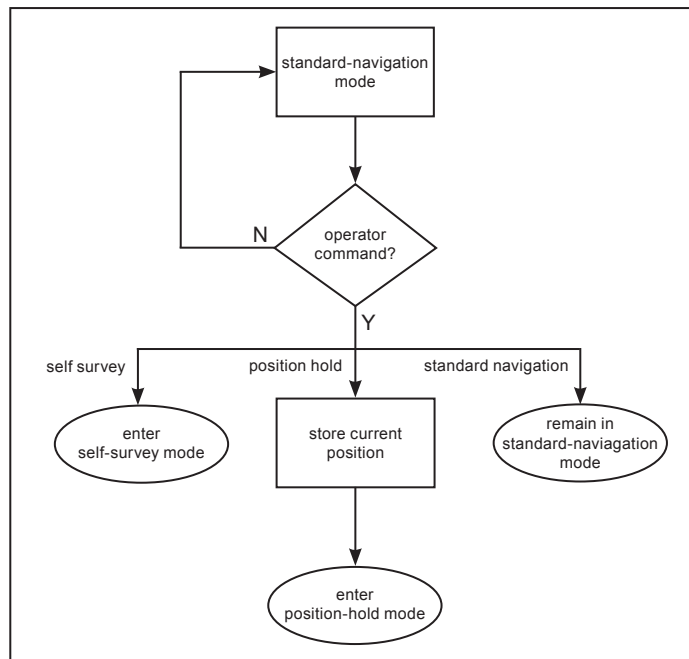 standard-navigation
mode
N
operator
command?
Y
self survey
position hold
standard navigation
enter
self-survey mode
store current
position
remain in
standard-naviagation
mode
enter
position-hold mode